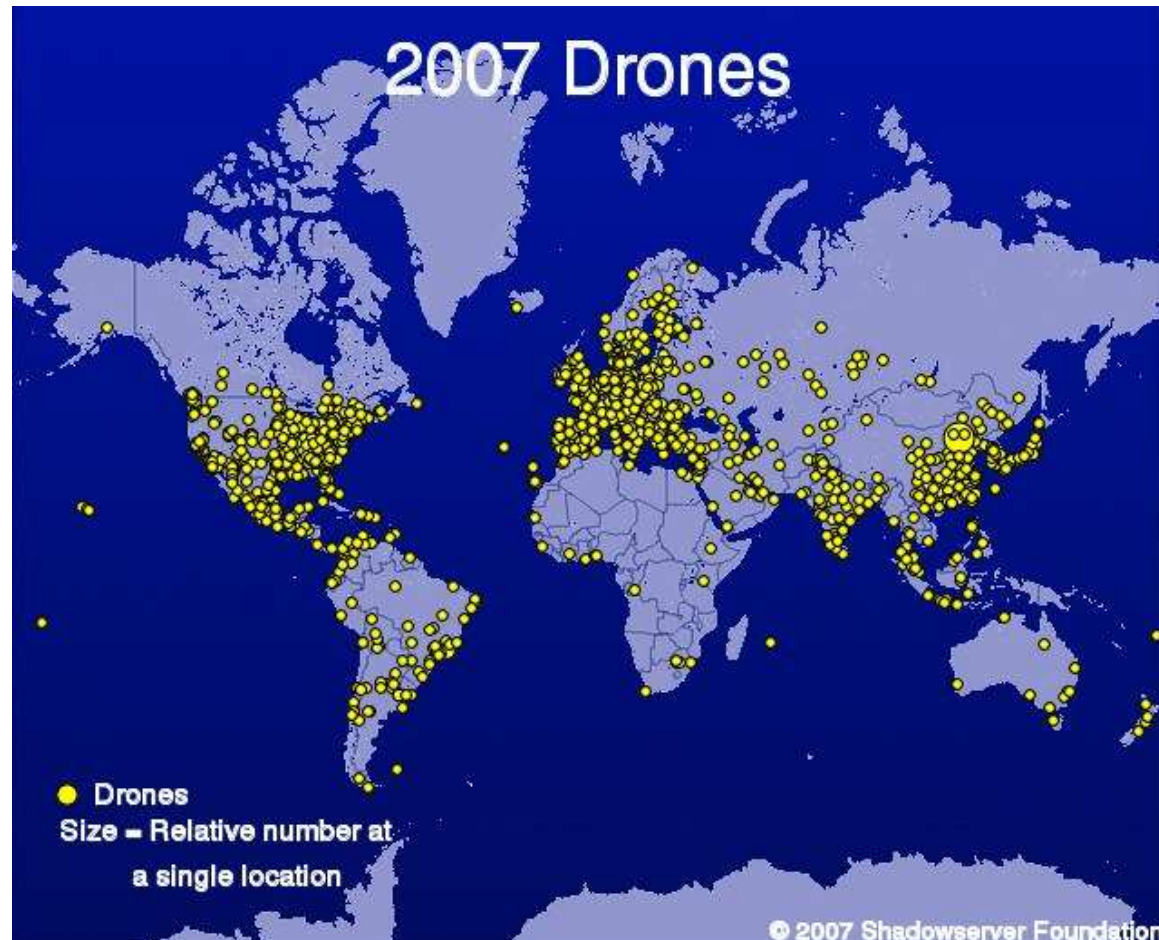 2007 Drones
Drones
Size = Relative number at
a single location
© 2007 Shadowserver Foundation